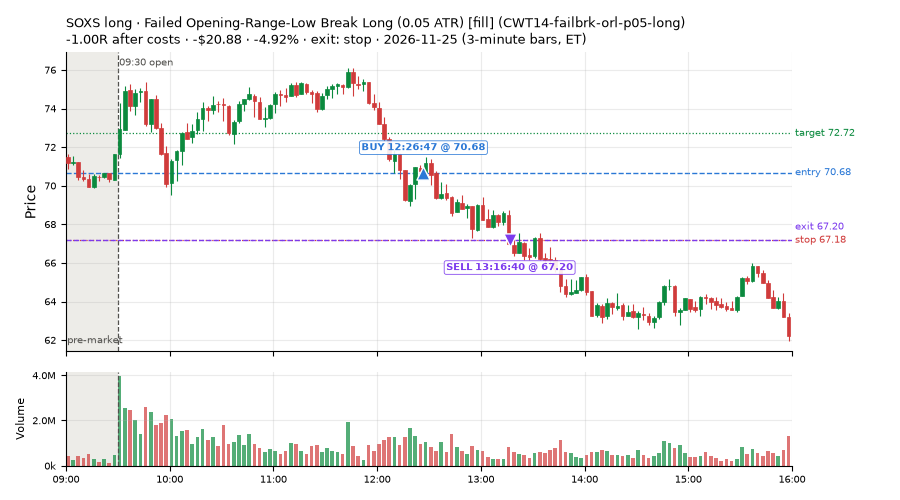 SOXS long · Failed Opening-Range-Low Break Long (0.05 ATR) [fill] (CWT14-failbrk-orl-p05-long)
-1.00R after costs · -$20.88 · -4.92% · exit: stop · 2026-11-25 (3-minute bars, ET)
09:30 open
76
74
72
70
68
66
64
62
Price
target 72.72
BUY 12:26:47 @ 70.68
entry 70.68
exit 67.20
stop 67.18
SELL 13:16:40 @ 67.20
pre-market
4.0M
2.0M
0k
Volume
09:00
10:00
11:00
12:00
13:00
14:00
15:00
16:00